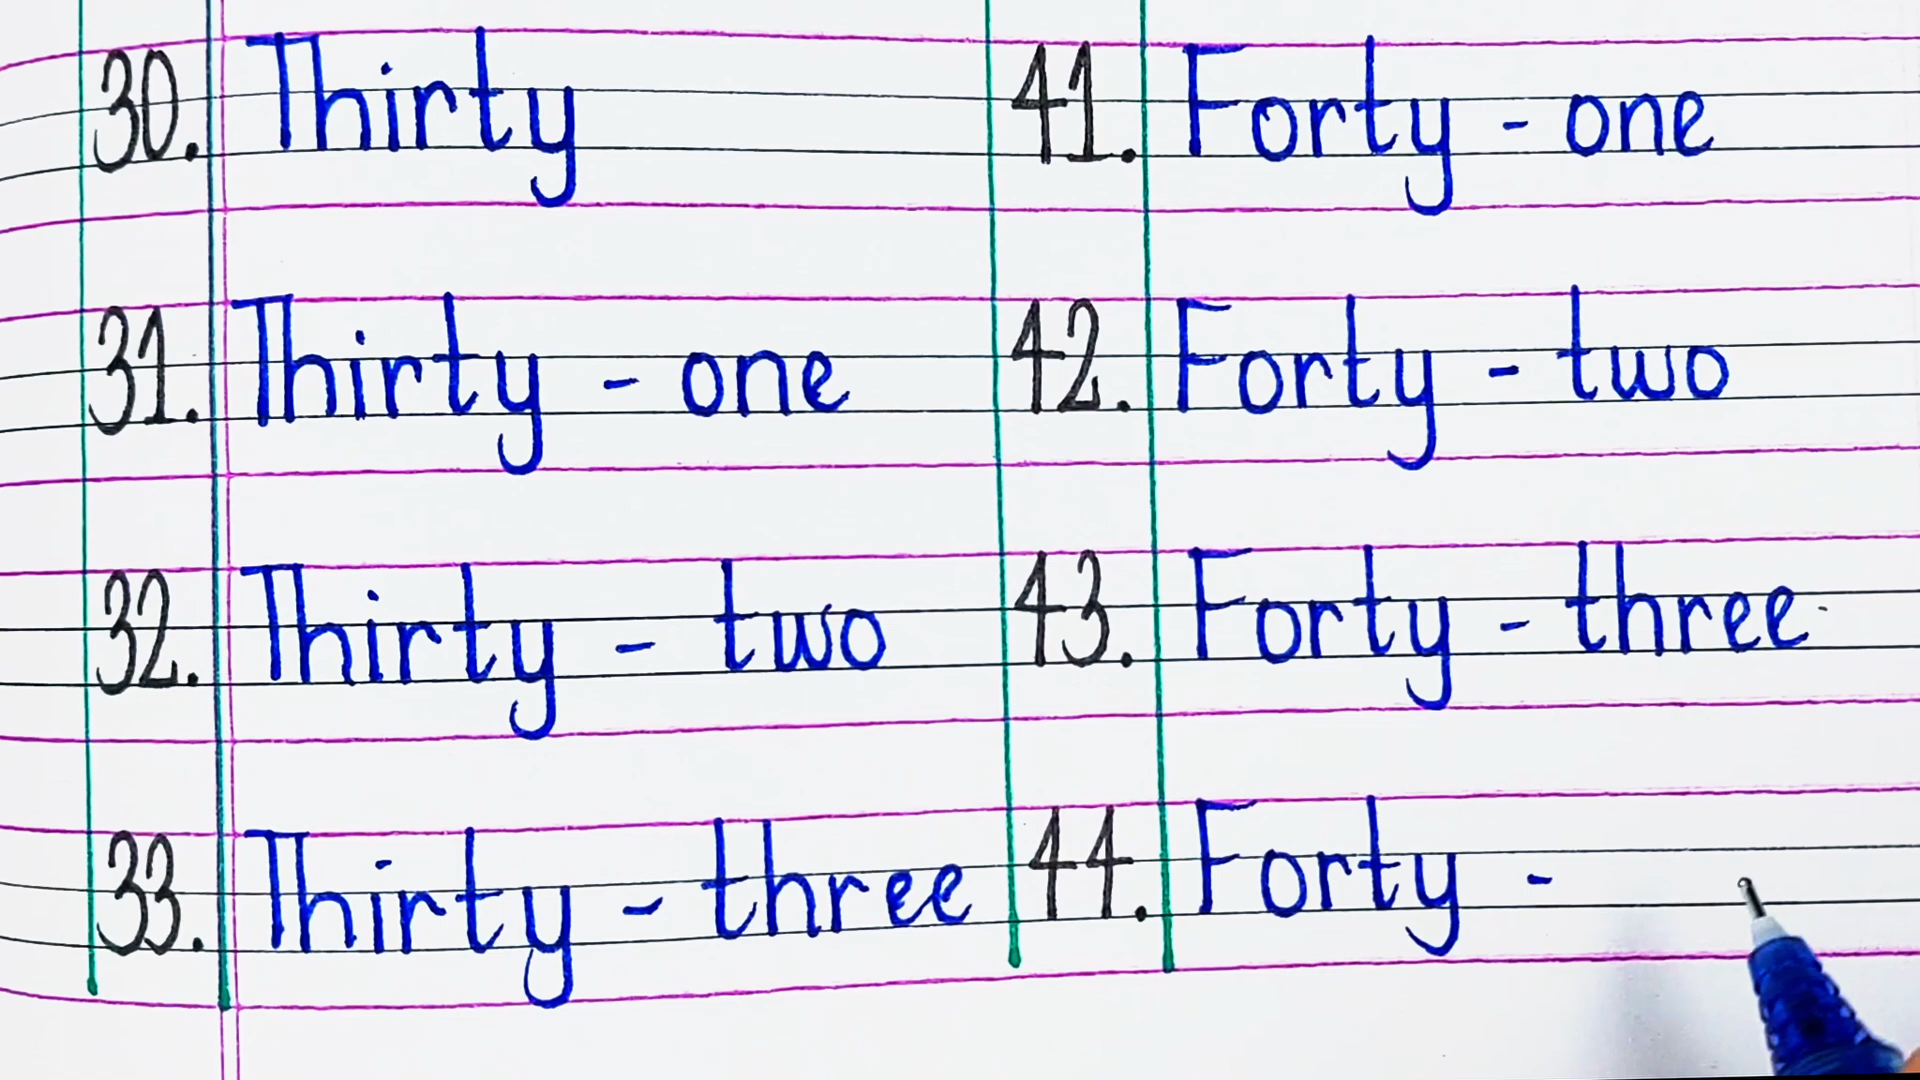 30. Thirty
31. Thirty - one
32. Thirty - two
33. Thirty - three
41. Forty - one
42. Forty - two
43. Forty - three
44. Forty -